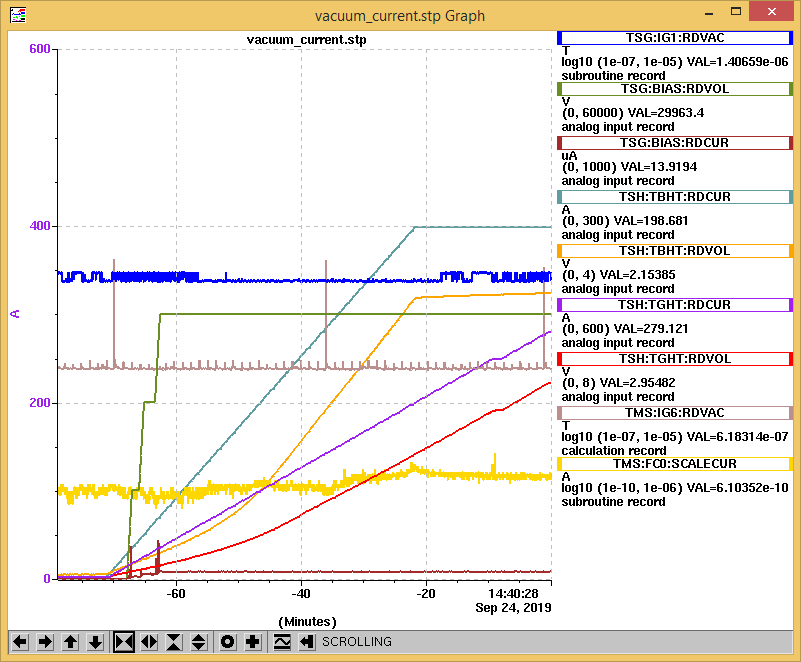 vacuum_current.stp Graph
vacuum_current.stp
600
400
200
0
A
-60
-40
-20
14:40:28
Sep 24, 2019
(Minutes)
TSG:IG1:RDVAC
T
log10 (1e-07, 1e-05) VAL=1.40659e-06
subroutine record
TSG:BIAS:RDVOL
V
(0, 60000) VAL=29963.4
analog input record
TSG:BIAS:RDCUR
uA
(0, 1000) VAL=13.9194
analog input record
TSH:TBHT:RDCUR
A
(0, 300) VAL=198.681
analog input record
TSH:TBHT:RDVOL
V
(0, 4) VAL=2.15385
analog input record
TSH:TGHT:RDCUR
A
(0, 600) VAL=279.121
analog input record
TSH:TGHT:RDVOL
V
(0, 8) VAL=2.95482
analog input record
TMS:IG6:RDVAC
T
log10 (1e-07, 1e-05) VAL=6.18314e-07
calculation record
TMS:FC0:SCALECUR
A
log10 (1e-10, 1e-06) VAL=6.10352e-10
subroutine record
SCROLLING